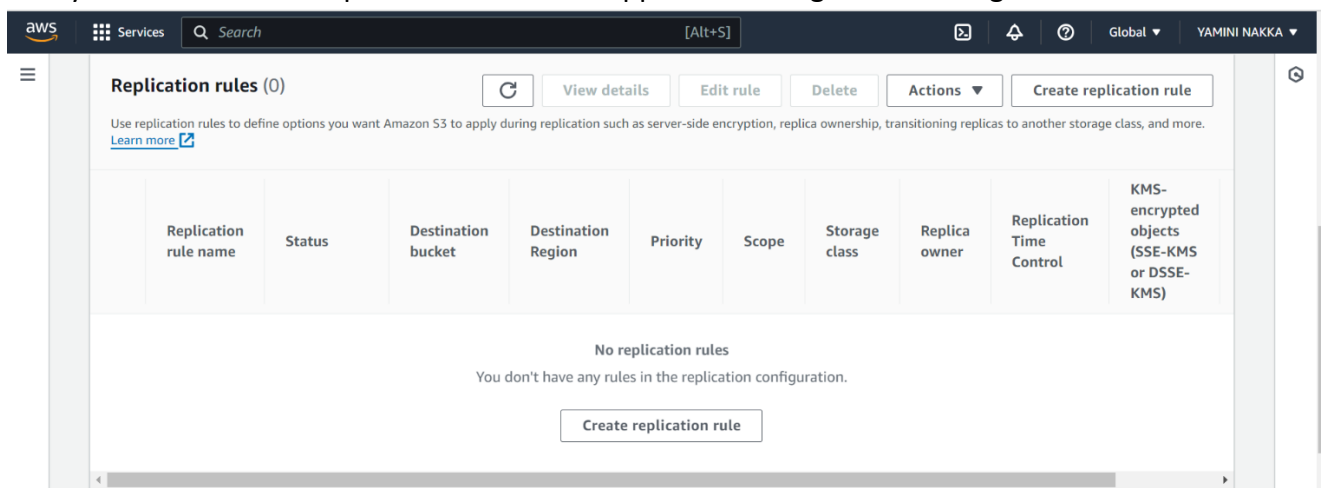 aws Services Search [Alt+S] Global ▼ YAMINI NAKKA ▼
Replication rules (0) View details Edit rule Delete Actions ▼ Create replication rule
Use replication rules to define options you want Amazon S3 to apply during replication such as server-side encryption, replica ownership, transitioning replicas to another storage class, and more.
Learn more
Replication rule name
Status
Destination bucket
Destination Region
Priority
Scope
Storage class
Replica owner
Replication Time Control
KMS-encrypted objects (SSE-KMS or DSSE-KMS)
No replication rules
You don't have any rules in the replication configuration.
Create replication rule